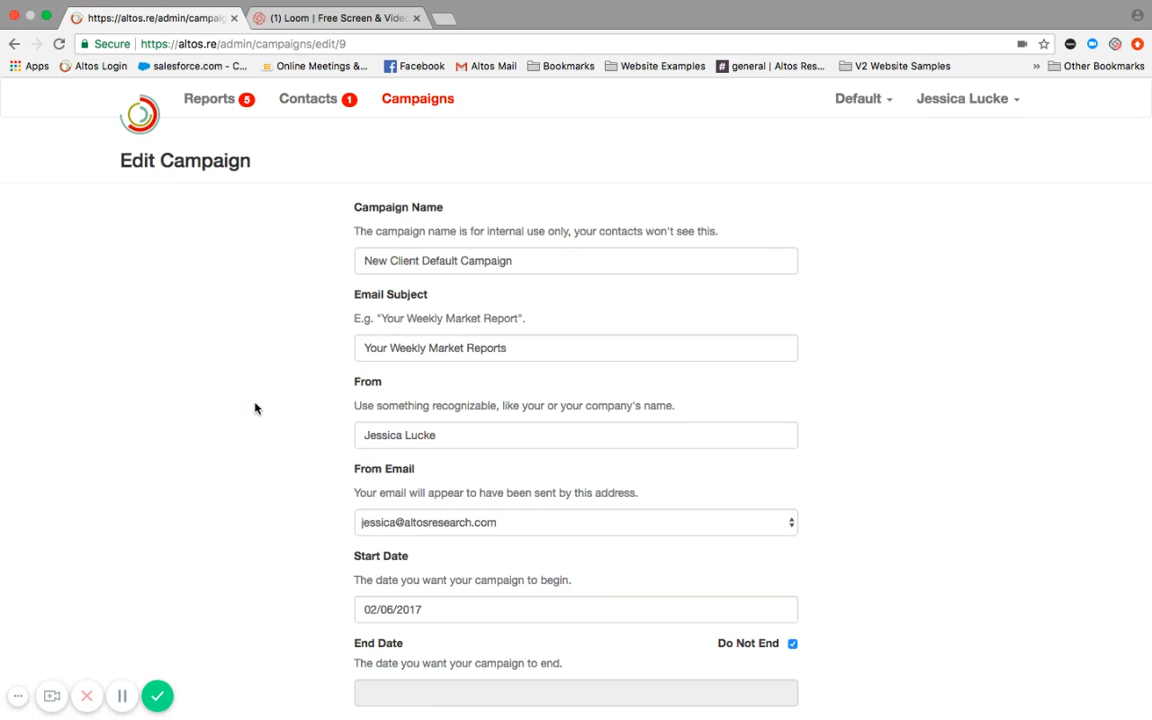 https://altos.re/admin/campaig
(1) Loom | Free Screen & Vide
Secure
https://altos.re/admin/campaigns/edit/9
Apps
Altos Login
salesforce.com - C...
Online Meetings &...
Facebook
Altos Mail
Bookmarks
Website Examples
general | Altos Res...
V2 Website Samples
»
Other Bookmarks
Reports 5
Contacts 1
Campaigns
Default
Jessica Lucke
Edit Campaign
Campaign Name
The campaign name is for internal use only, your contacts won't see this.
New Client Default Campaign
Email Subject
E.g. "Your Weekly Market Report".
Your Weekly Market Reports
From
Use something recognizable, like your or your company's name.
Jessica Lucke
From Email
Your email will appear to have been sent by this address.
jessica@altosresearch.com
Start Date
The date you want your campaign to begin.
02/06/2017
End Date
Do Not End
The date you want your campaign to end.